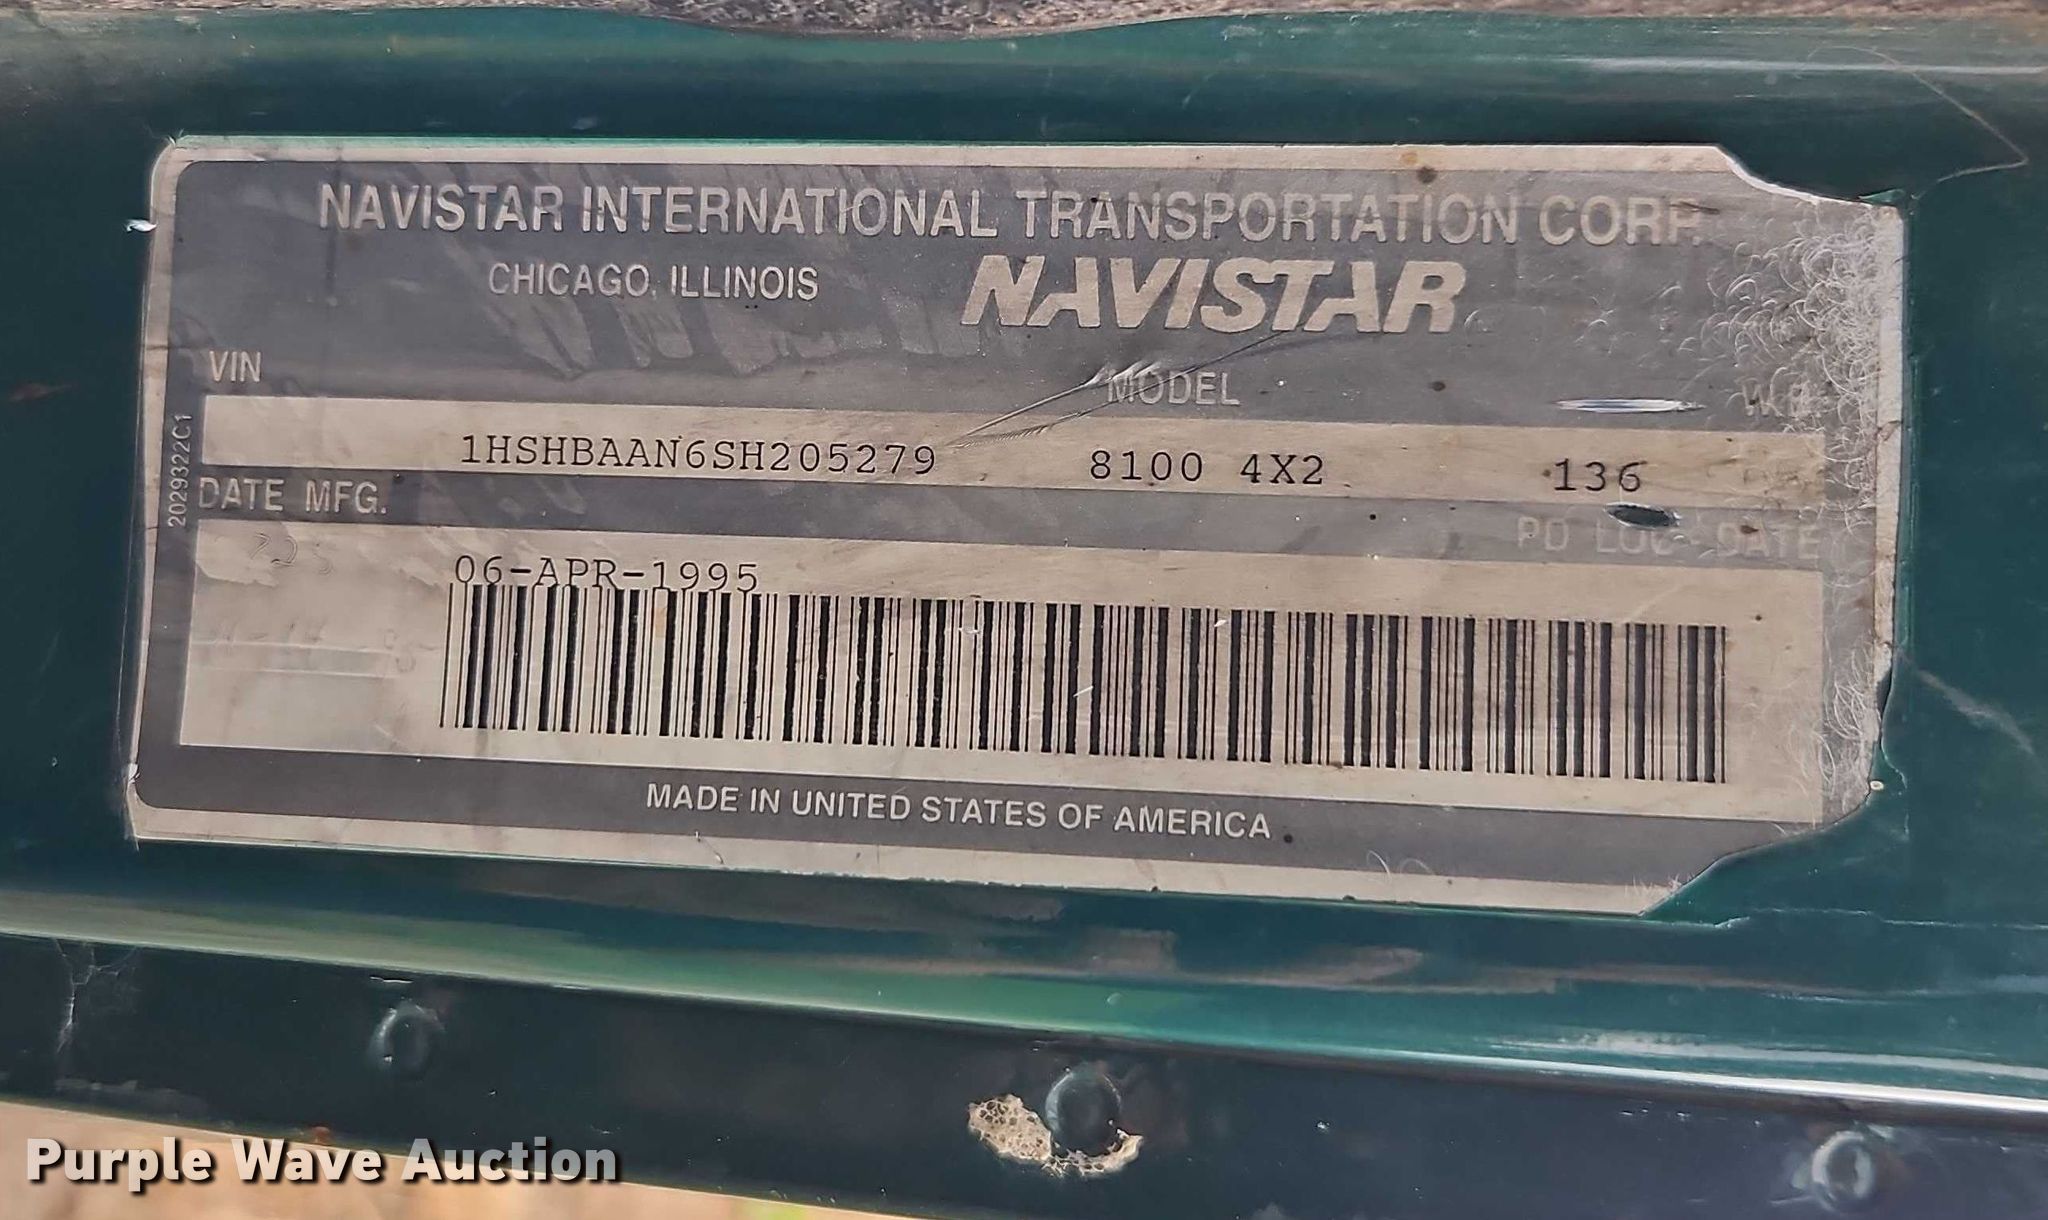 NAVISTAR INTERNATIONAL TRANSPORTATION CORP.
CHICAGO, ILLINOIS NAVISTAR
VIN MODEL W.B.
1HSHBAAN6SH205279 8100 4X2 136
2029322C1
DATE MFG. PD LOC DATE
06-APR-1995
MADE IN UNITED STATES OF AMERICA
Purple Wave Auction